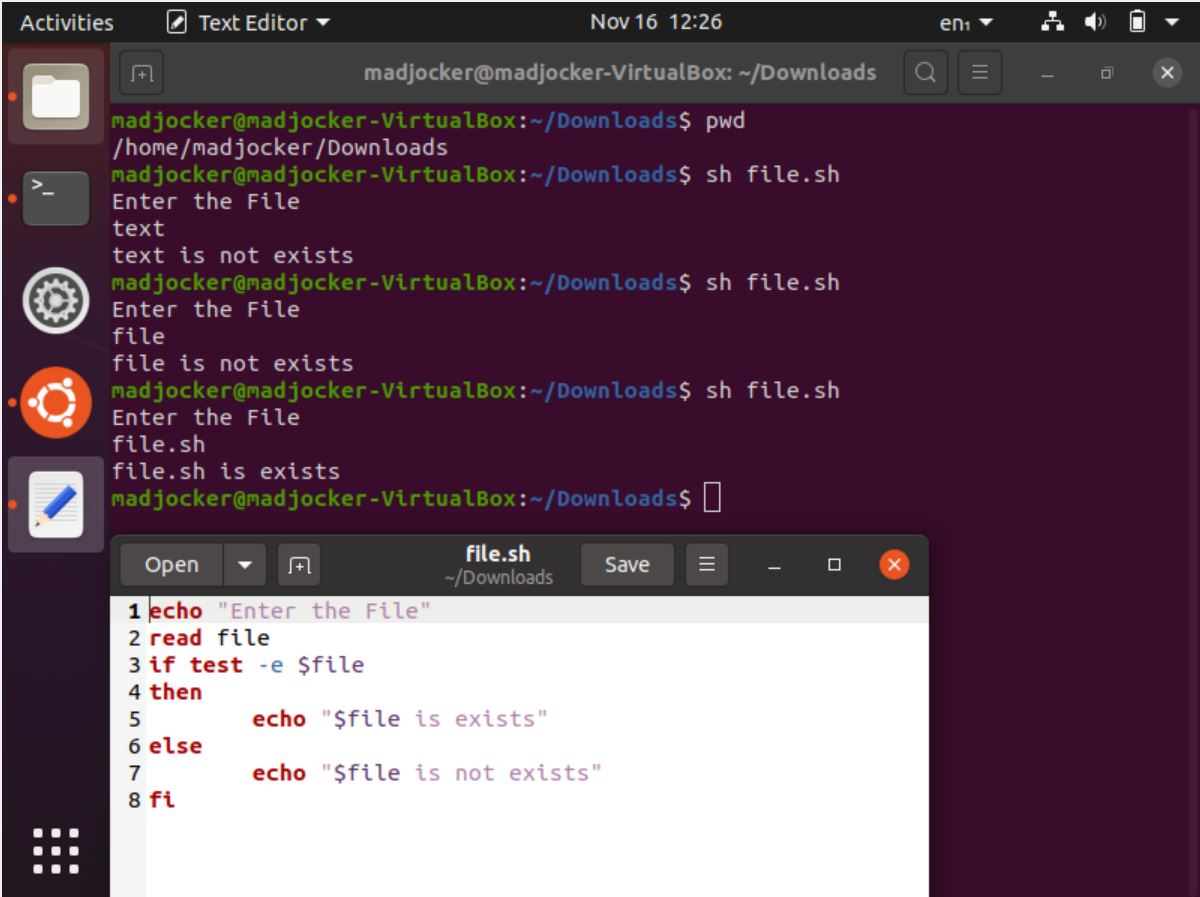 Activities Text Editor Nov 16 12:26 en₁
madjocker@madjocker-VirtualBox: ~/Downloads
madjocker@madjocker-VirtualBox:~/Downloads$ pwd
/home/madjocker/Downloads
madjocker@madjocker-VirtualBox:~/Downloads$ sh file.sh
Enter the File
text
text is not exists
madjocker@madjocker-VirtualBox:~/Downloads$ sh file.sh
Enter the File
file
file is not exists
madjocker@madjocker-VirtualBox:~/Downloads$ sh file.sh
Enter the File
file.sh
file.sh is exists
madjocker@madjocker-VirtualBox:~/Downloads$
Open file.sh Save
~/Downloads
1 echo "Enter the File"
2 read file
3 if test -e $file
4 then
5 echo "$file is exists"
6 else
7 echo "$file is not exists"
8 fi